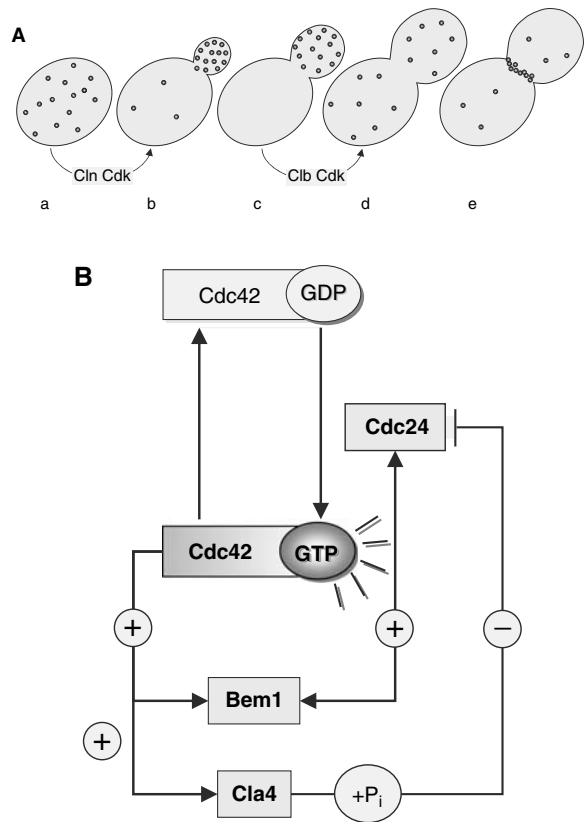 A
Cln Cdk
Clb Cdk
a b c d e
B
Cdc42 GDP
Cdc24
Cdc42 GTP
+ + −
Bem1
+
Cla4 +Pi